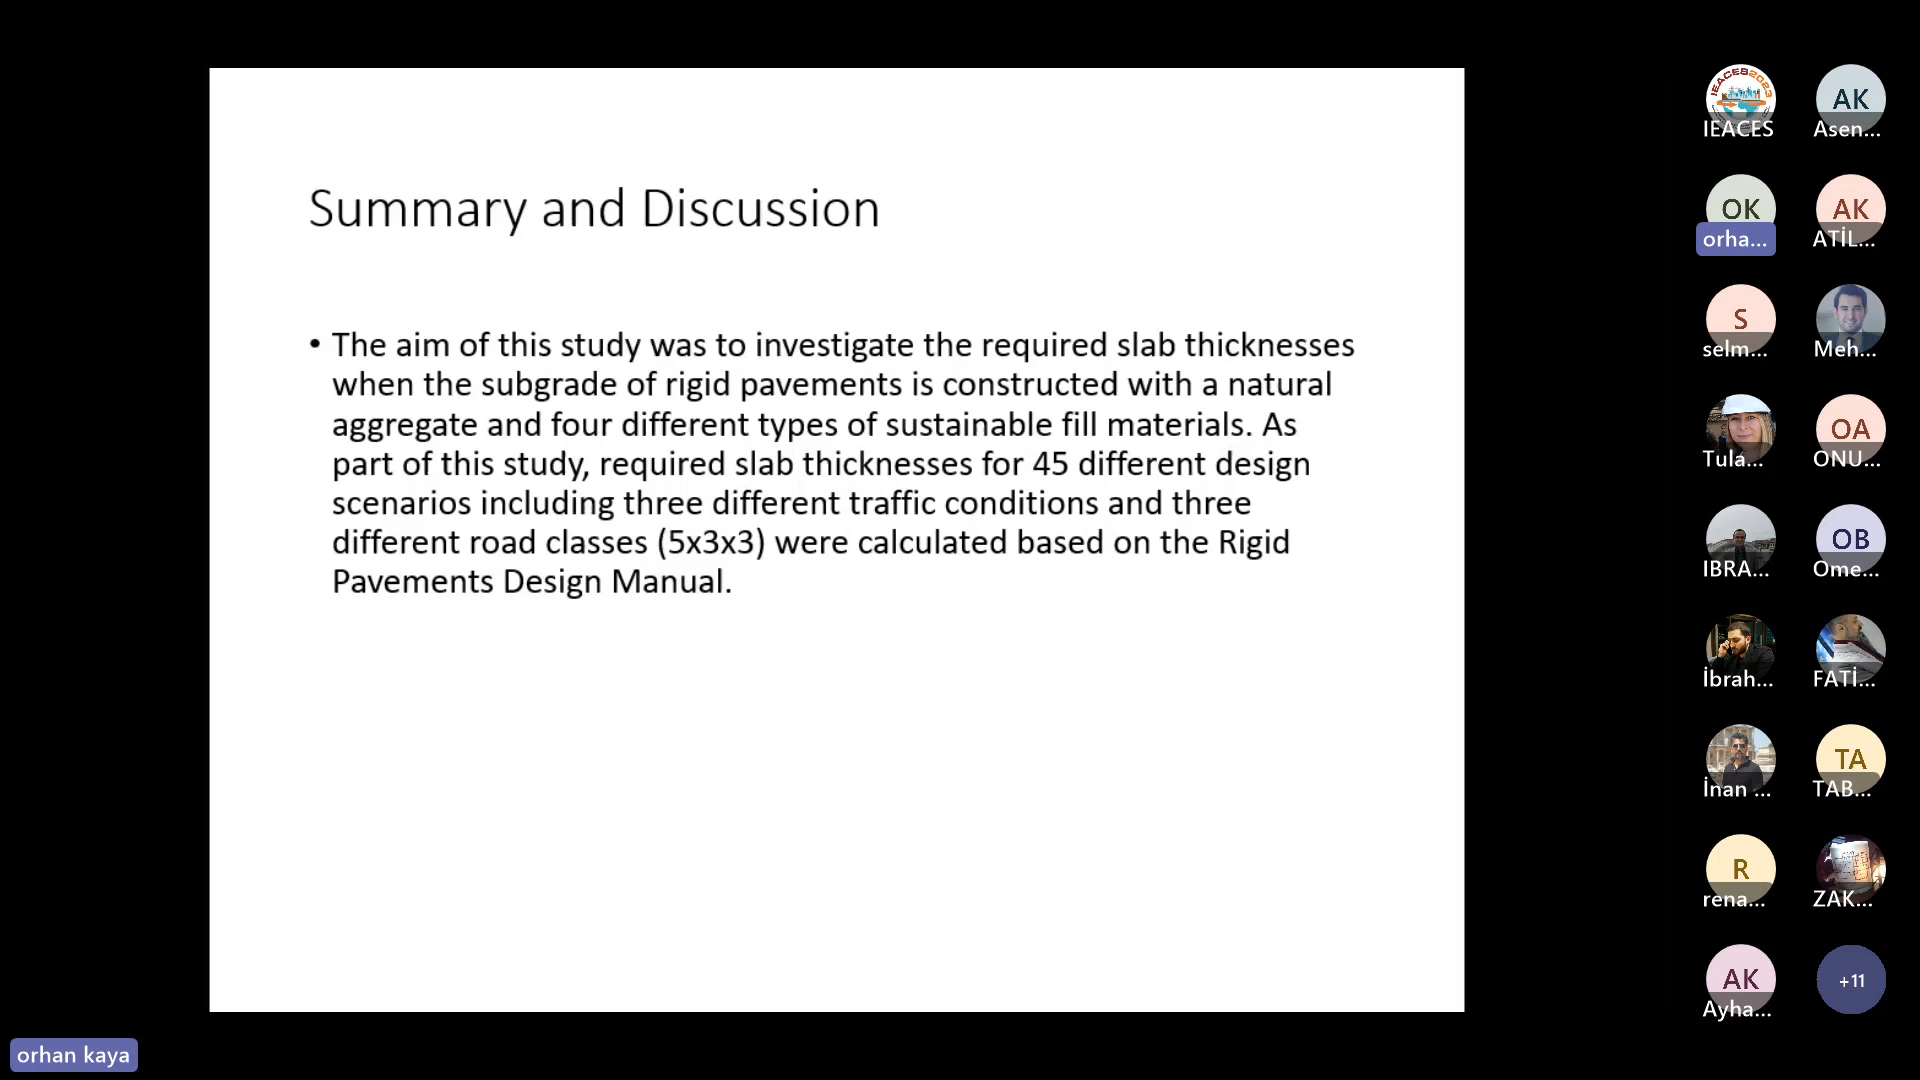 Summary and Discussion
• The aim of this study was to investigate the required slab thicknesses
when the subgrade of rigid pavements is constructed with a natural
aggregate and four different types of sustainable fill materials. As
part of this study, required slab thicknesses for 45 different design
scenarios including three different traffic conditions and three
different road classes (5x3x3) were calculated based on the Rigid
Pavements Design Manual.
IEACES2023
IEACES
AK
Asen...
OK
orha...
AK
ATİL...
S
selm...
Meh...
Tula...
OA
ONU...
IBRA...
OB
Ome...
İbrah...
FATİ...
İnan ...
TA
TAB...
R
rena...
ZAK...
AK
Ayha...
+11
orhan kaya